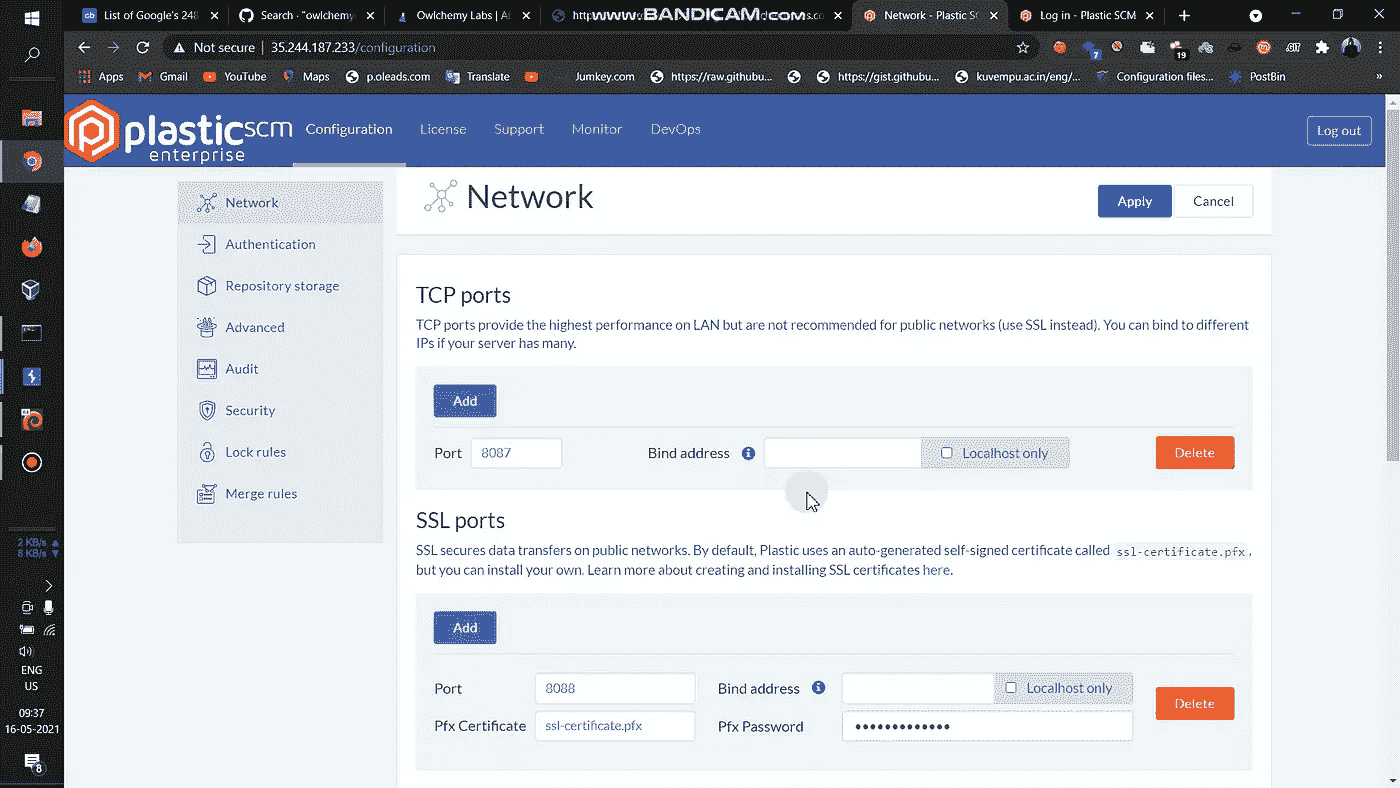 List of Google's 248
Search · "owlchemy
Owlchemy Labs | A
www.BANDICAM.com
Network - Plastic SC
Log in - Plastic SCM
Not secure | 35.244.187.233/configuration
7
19
GIT
Apps
Gmail
YouTube
Maps
p.oleads.com
Translate
Jumkey.com
https://raw.githubu...
https://gist.githubu...
kuvempu.ac.in/eng/...
Configuration files...
PostBin
»
plasticSCM
enterprise
Configuration
License
Support
Monitor
DevOps
Log out
Network
Authentication
Repository storage
Advanced
Audit
Security
Lock rules
Merge rules
Network
Apply
Cancel
TCP ports
TCP ports provide the highest performance on LAN but are not recommended for public networks (use SSL instead). You can bind to different
IPs if your server has many.
Add
Port
8087
Bind address
Localhost only
Delete
SSL ports
SSL secures data transfers on public networks. By default, Plastic uses an auto-generated self-signed certificate called ssl-certificate.pfx,
but you can install your own. Learn more about creating and installing SSL certificates here.
Add
Port
8088
Bind address
Localhost only
Delete
Pfx Certificate
ssl-certificate.pfx
Pfx Password
•••••••••••••
2 KB/s
8 KB/s
ENG
US
09:37
16-05-2021
8